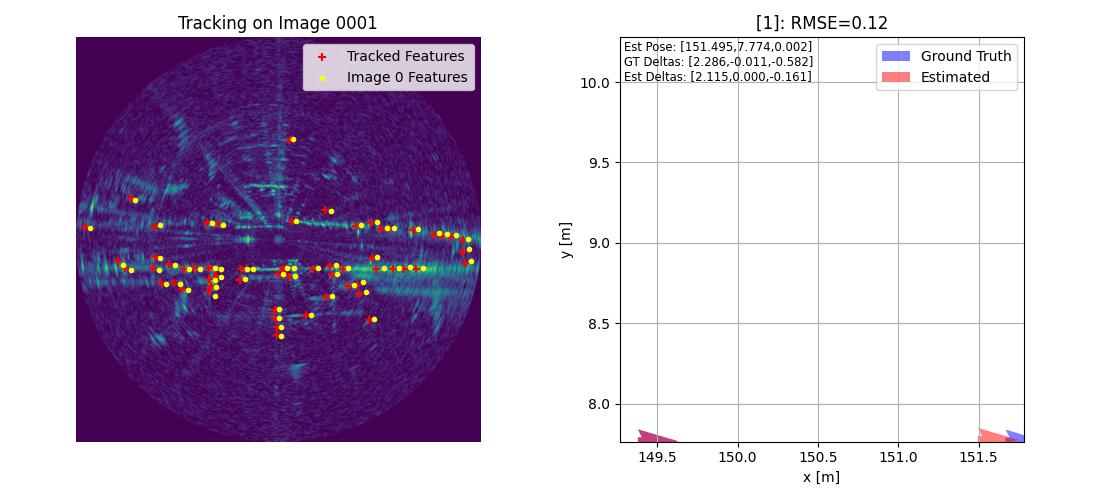 Tracking on Image 0001
Tracked Features
Image 0 Features
[1]: RMSE=0.12
Est Pose: [151.495,7.774,0.002]
GT Deltas: [2.286,-0.011,-0.582]
Est Deltas: [2.115,0.000,-0.161]
Ground Truth
Estimated
10.0
9.5
9.0
8.5
8.0
y [m]
149.5 150.0 150.5 151.0 151.5
x [m]